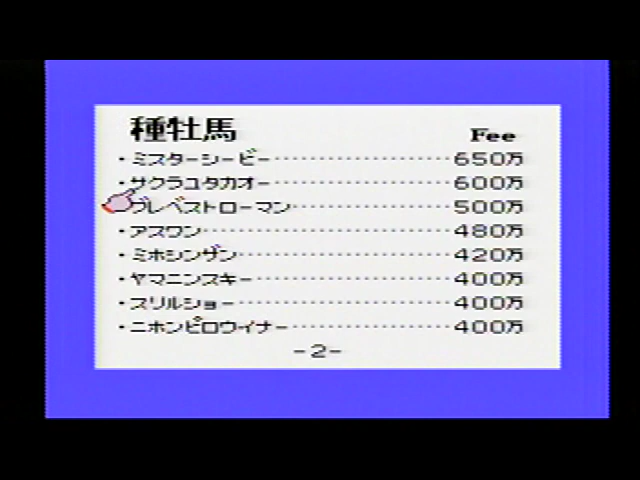 種牡馬 Fee
・ミスターシービー…………………650万
・サクラユタカオー…………………600万
ブレベストローマン…………………500万
・アスワン…………………480万
・ミホシンザン…………………420万
・ヤマニンスキー…………………400万
・スリルショー…………………400万
・ニホンピロウイナー…………………400万
-2-